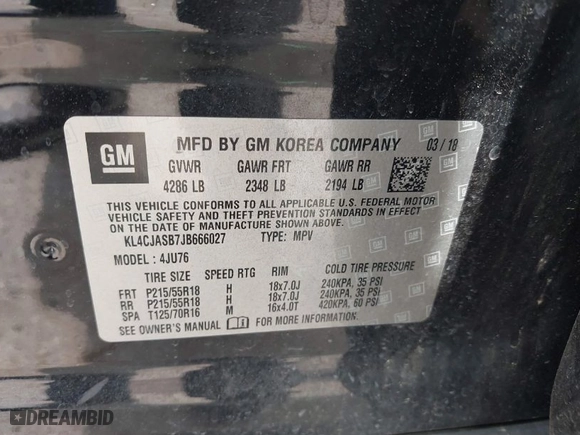 GM MFD BY GM KOREA COMPANY 03/18
GVWR GAWR FRT GAWR RR
4286 LB 2348 LB 2194 LB
THIS VEHICLE CONFORMS TO ALL APPLICABLE U.S. FEDERAL MOTOR
VEHICLE SAFETY AND THEFT PREVENTION STANDARDS IN EFFECT ON
THE DATE OF MANUFACTURE SHOWN ABOVE.
KL4CJASB7JB666027 TYPE: MPV
MODEL: 4JU76
TIRE SIZE SPEED RTG RIM COLD TIRE PRESSURE
FRT P215/55R18 H 18x7.0J 240KPA, 35 PSI
RR P215/55R18 H 18x7.0J 240KPA, 35 PSI
SPA T125/70R16 M 16x4.0T 420KPA, 60 PSI
SEE OWNER'S MANUAL FOR MORE INFORMATION.
DREAMBID